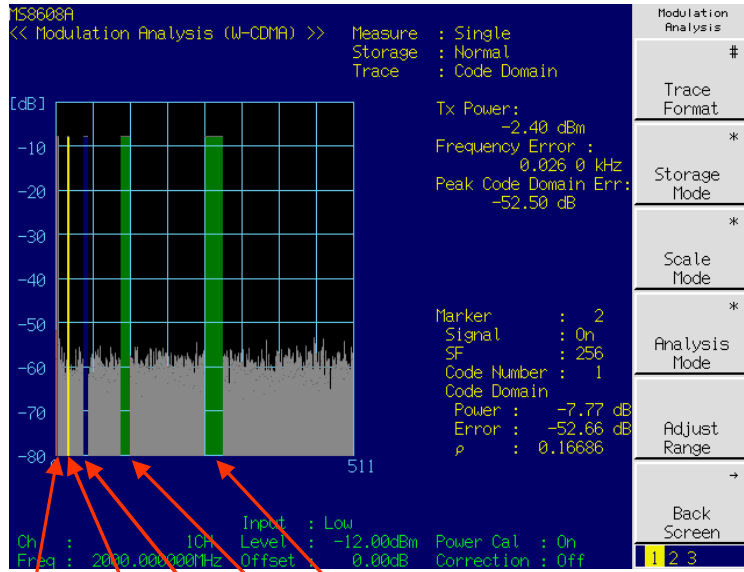 MS8608A
<< Modulation Analysis (W-CDMA) >>
Measure : Single
Storage : Normal
Trace : Code Domain
[dB]
-10
-20
-30
-40
-50
-60
-70
-80
511
Tx Power:
-2.40 dBm
Frequency Error :
0.026 0 kHz
Peak Code Domain Err:
-52.50 dB
Marker : 2
Signal : On
SF : 256
Code Number : 1
Code Domain
Power : -7.77 dB
Error : -52.66 dB
ρ : 0.16686
Input : Low
Ch : 1CH Level : -12.00dBm Power Cal : On
Freq : 2000.000000MHz Offset : 0.00dB Correction : Off
Modulation
Analysis
#
Trace
Format
*
Storage
Mode
*
Scale
Mode
*
Analysis
Mode
Adjust
Range
→
Back
Screen
1 2 3